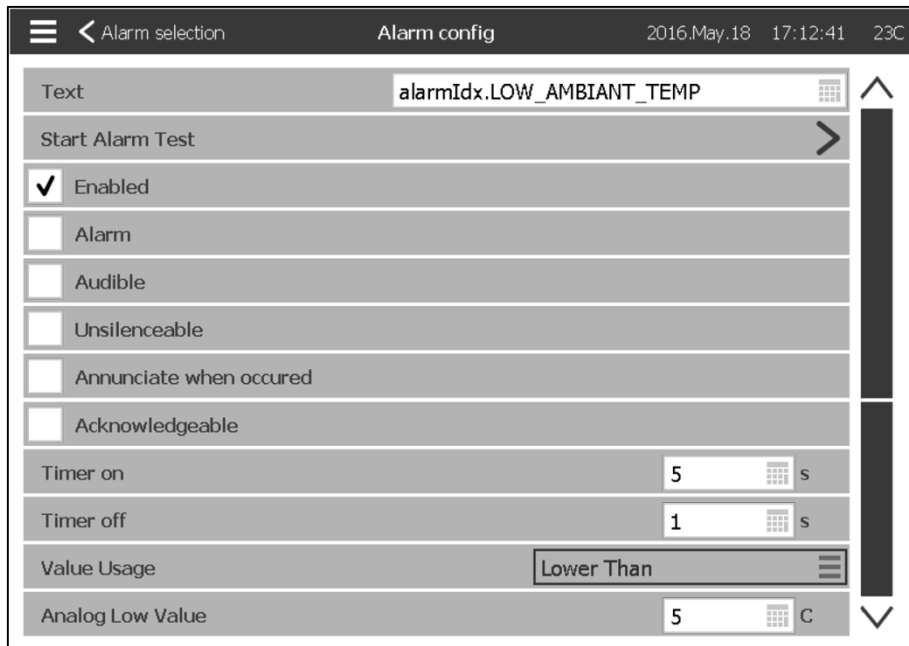 Alarm selection Alarm config 2016.May.18 17:12:41 23C
Text alarmIdx.LOW_AMBIANT_TEMP
Start Alarm Test
Enabled
Alarm
Audible
Unsilenceable
Annunciate when occured
Acknowledgeable
Timer on 5 s
Timer off 1 s
Value Usage Lower Than
Analog Low Value 5 C